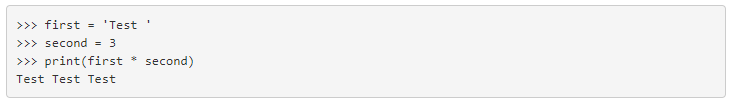 >>> first = 'Test '
>>> second = 3
>>> print(first * second)
Test Test Test